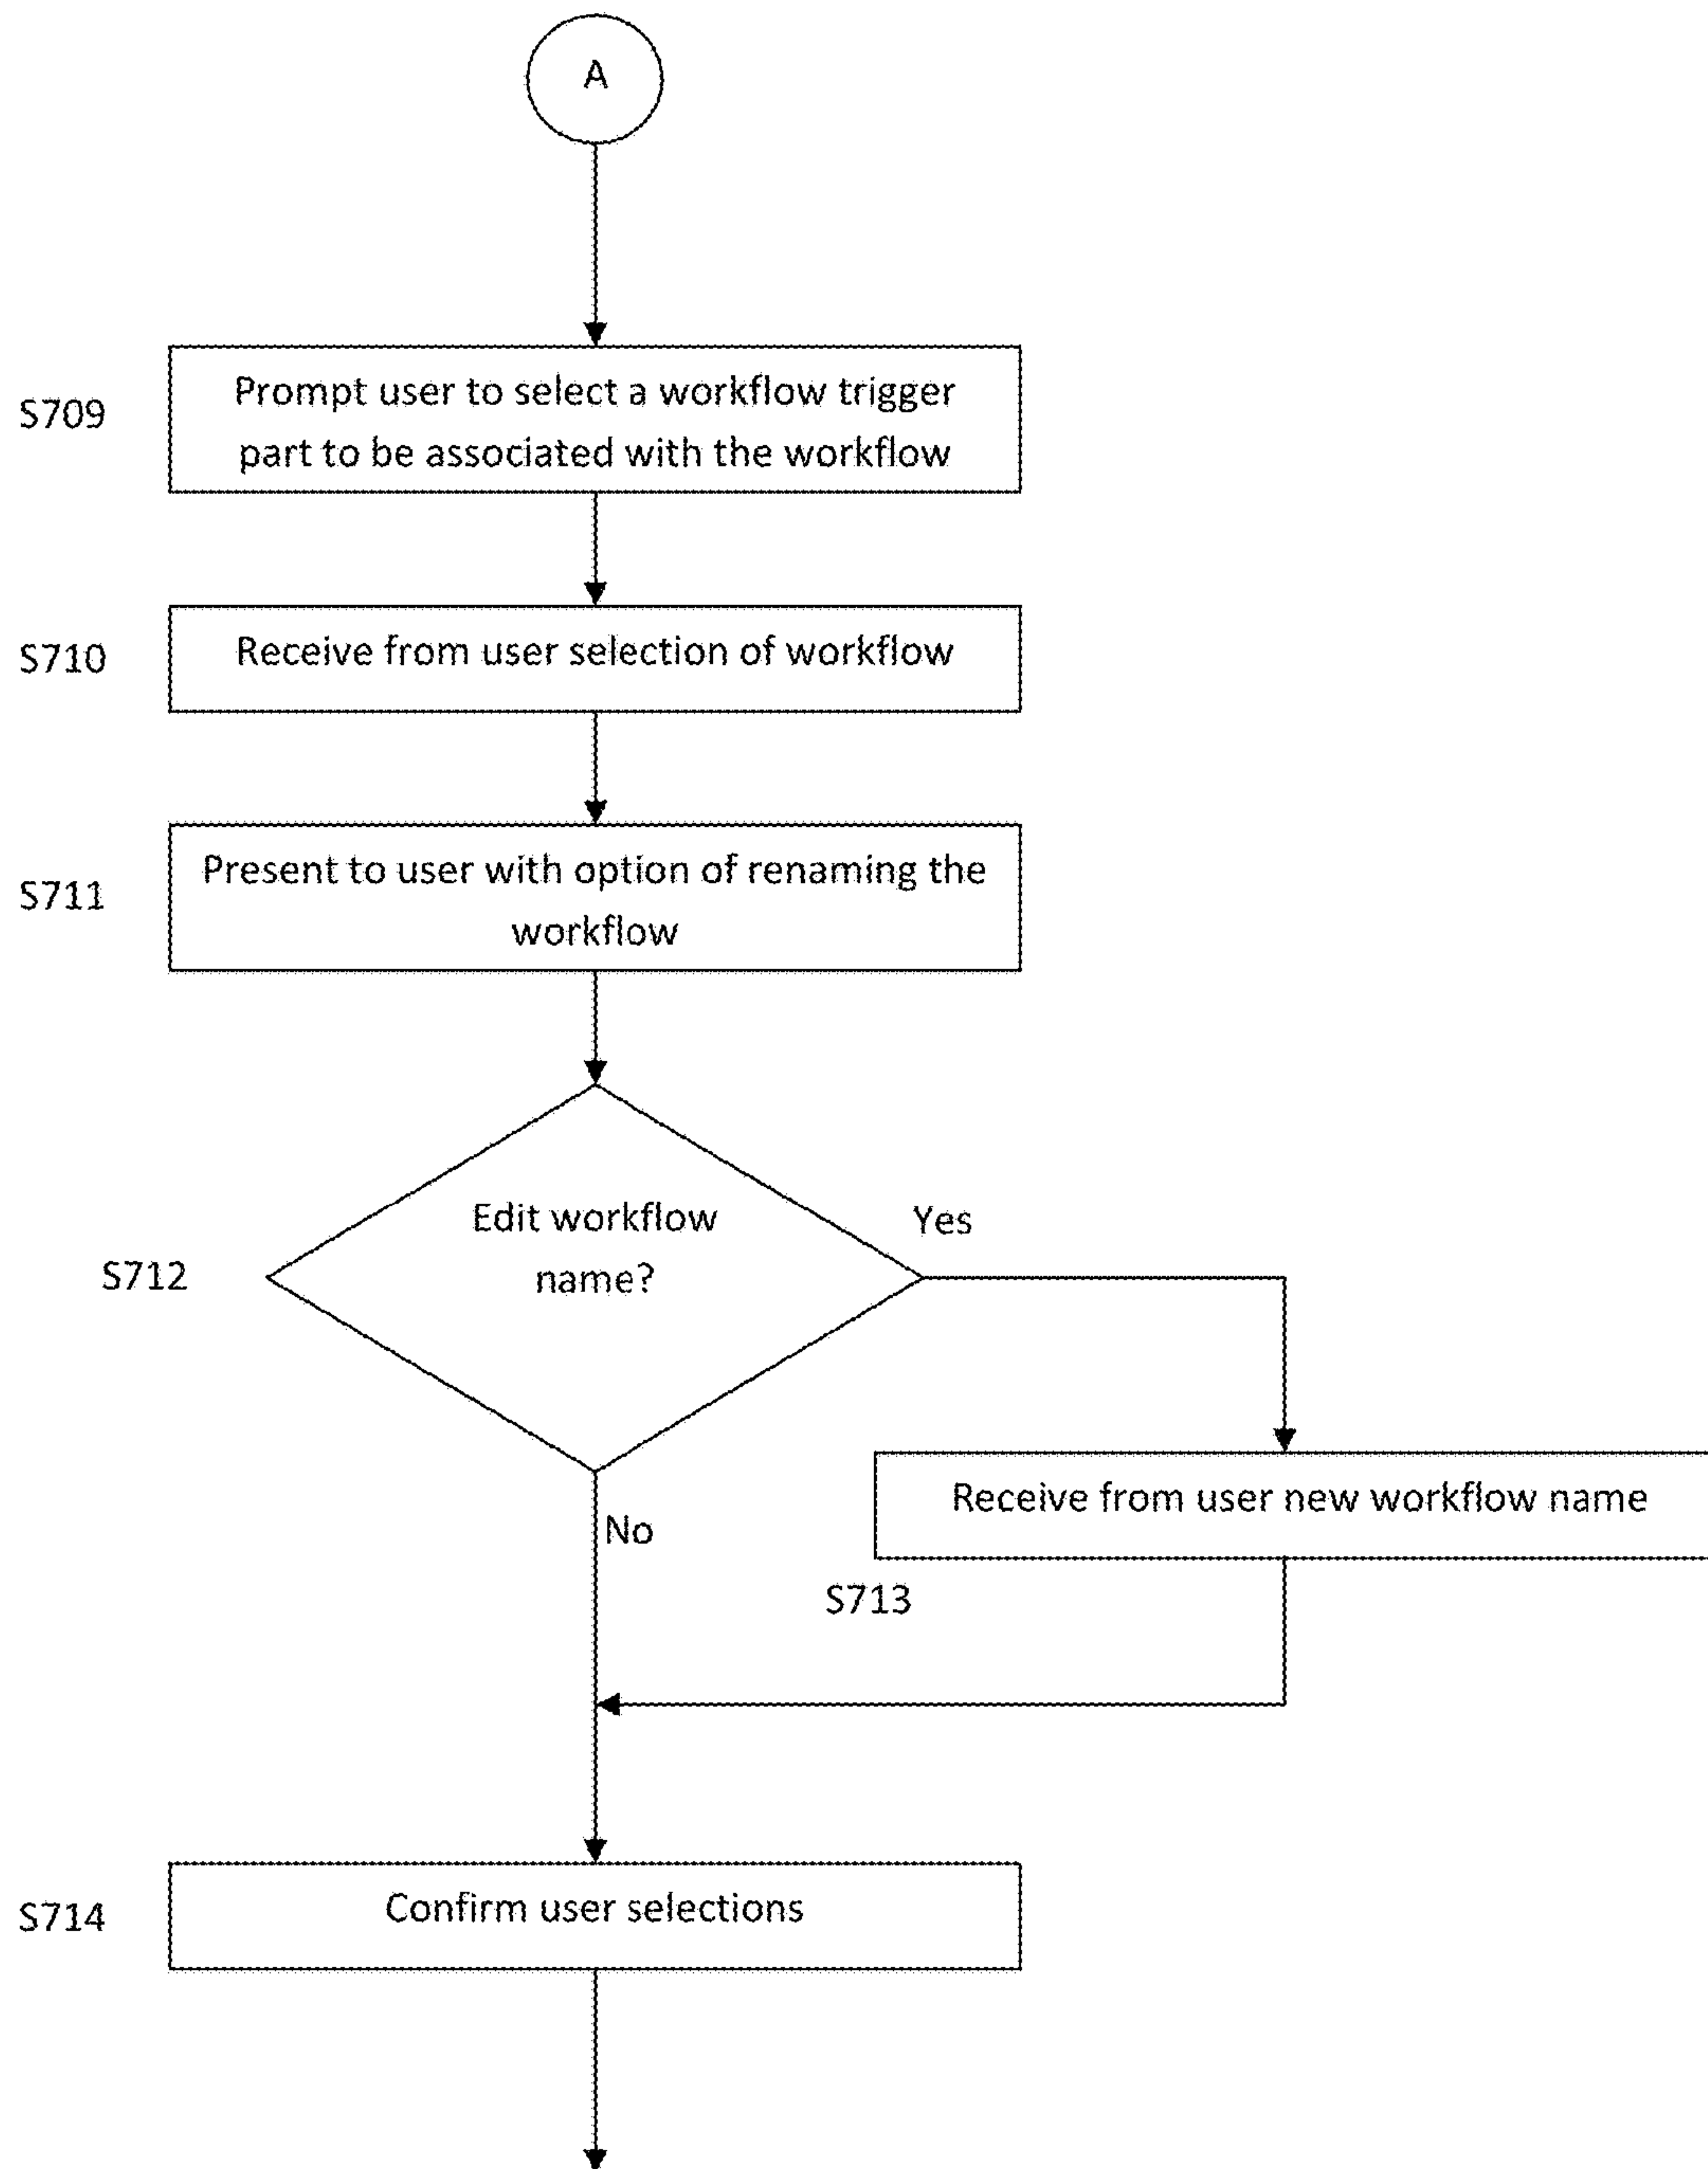 A
S709
Prompt user to select a workflow trigger
part to be associated with the workflow
S710
Receive from user selection of workflow
S711
Present to user with option of renaming the
workflow
S712
Edit workflow
name?
Yes
No
Receive from user new workflow name
S713
S714
Confirm user selections